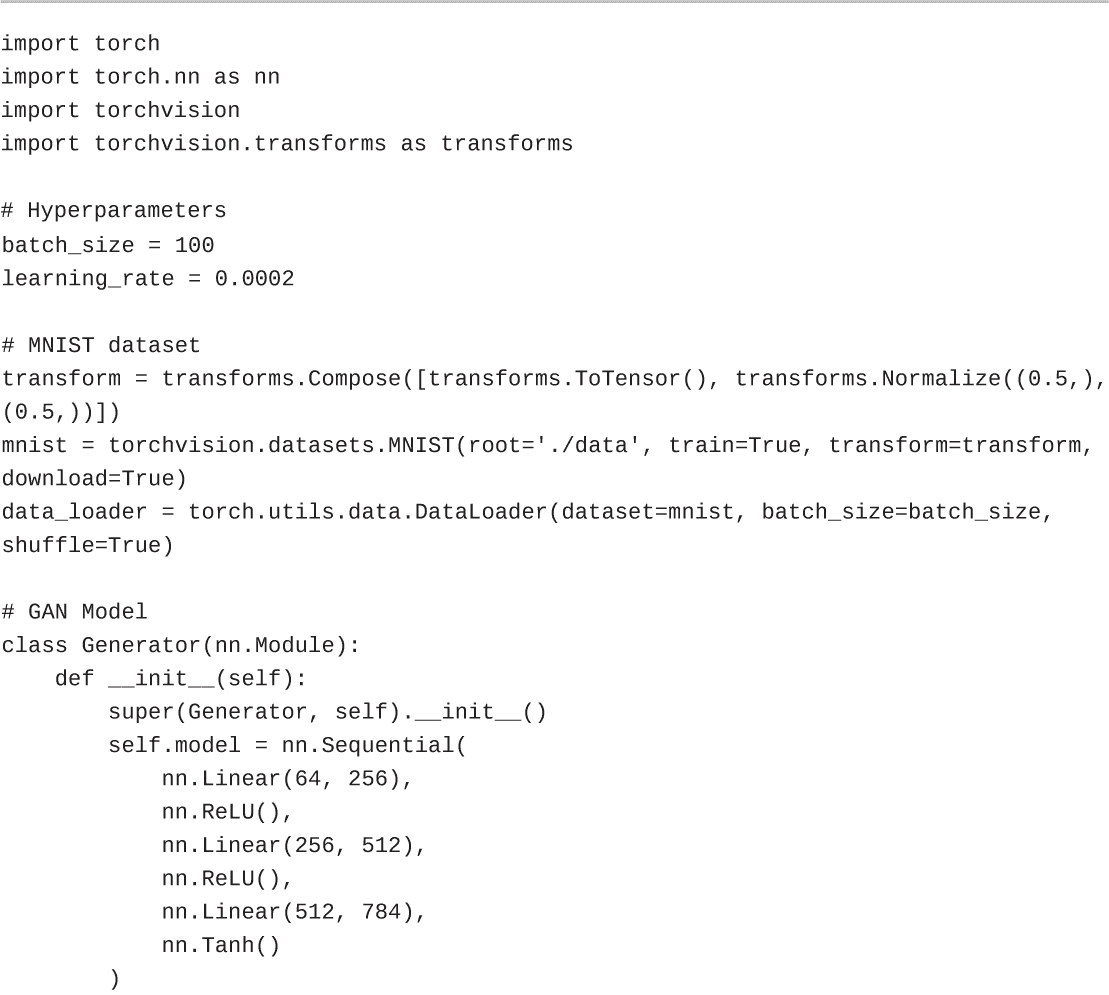 import torch
import torch.nn as nn
import torchvision
import torchvision.transforms as transforms

# Hyperparameters
batch_size = 100
learning_rate = 0.0002

# MNIST dataset
transform = transforms.Compose([transforms.ToTensor(), transforms.Normalize((0.5,),
(0.5,))])
mnist = torchvision.datasets.MNIST(root='./data', train=True, transform=transform,
download=True)
data_loader = torch.utils.data.DataLoader(dataset=mnist, batch_size=batch_size,
shuffle=True)

# GAN Model
class Generator(nn.Module):
    def __init__(self):
        super(Generator, self).__init__()
        self.model = nn.Sequential(
            nn.Linear(64, 256),
            nn.ReLU(),
            nn.Linear(256, 512),
            nn.ReLU(),
            nn.Linear(512, 784),
            nn.Tanh()
        )